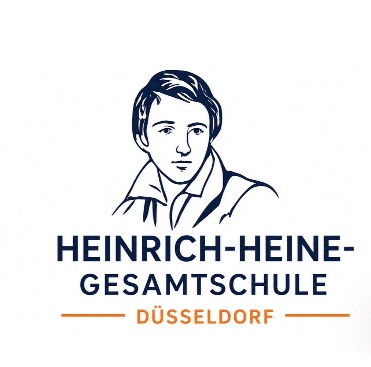 HEINRICH-HEINE-
GESAMTSCHULE
DÜSSELDORF